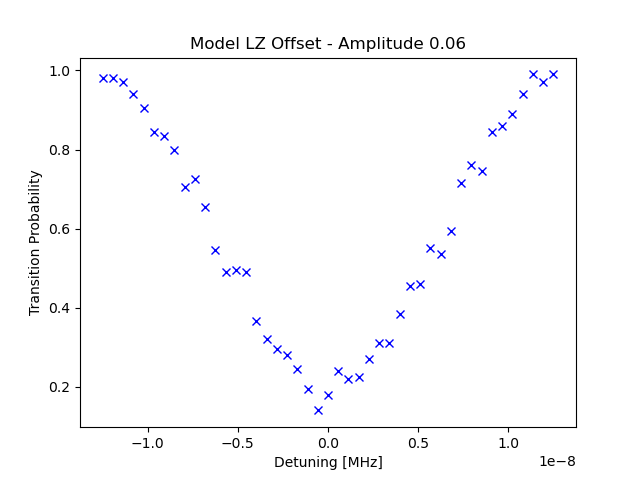 Model LZ Offset - Amplitude 0.06
Transition Probability
1.0
0.8
0.6
0.4
0.2
−1.0 −0.5 0.0 0.5 1.0
1e−8
Detuning [MHz]